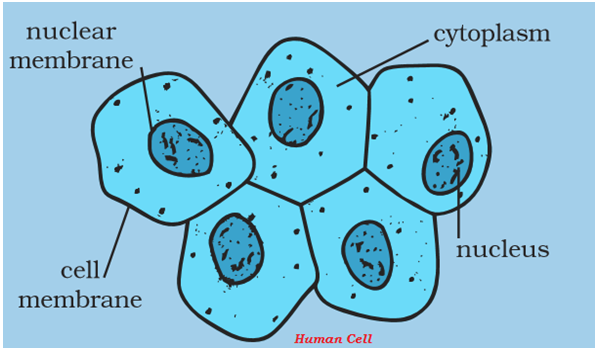 nuclear
membrane
cytoplasm
nucleus
cell
membrane
Human Cell